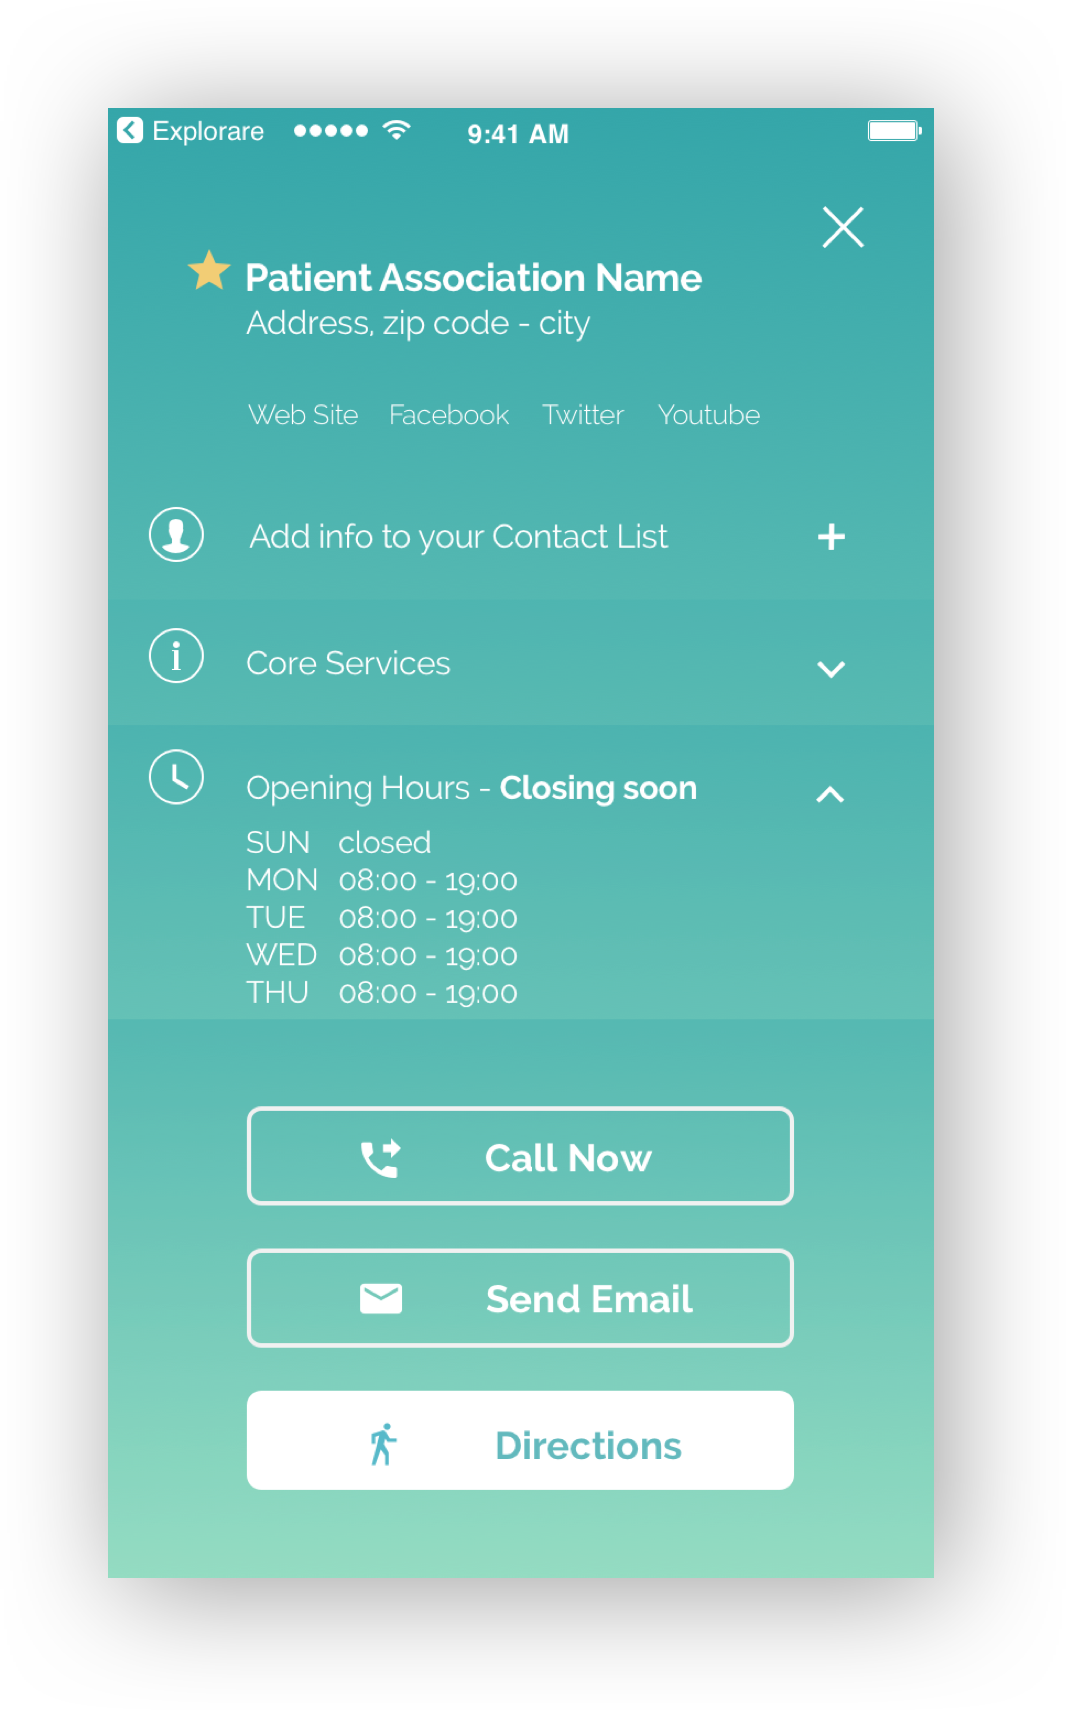 Explorare 9:41 AM
Patient Association Name
Address, zip code - city
Web Site Facebook Twitter Youtube
Add info to your Contact List
i Core Services
Opening Hours - Closing soon
SUN closed
MON 08:00 - 19:00
TUE 08:00 - 19:00
WED 08:00 - 19:00
THU 08:00 - 19:00
Call Now
Send Email
Directions